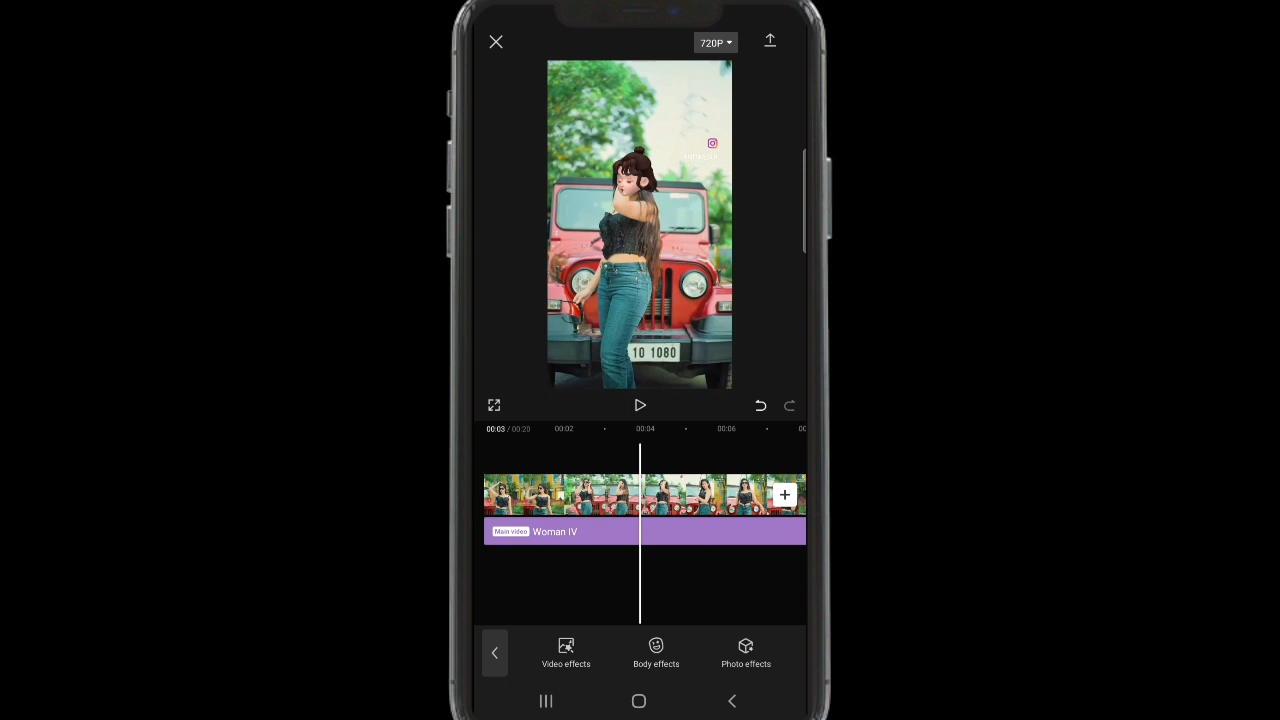 720P
10 1080
00:03 / 00:20 00:02 00:04 00:06
Main video Woman IV
Video effects Body effects Photo effects